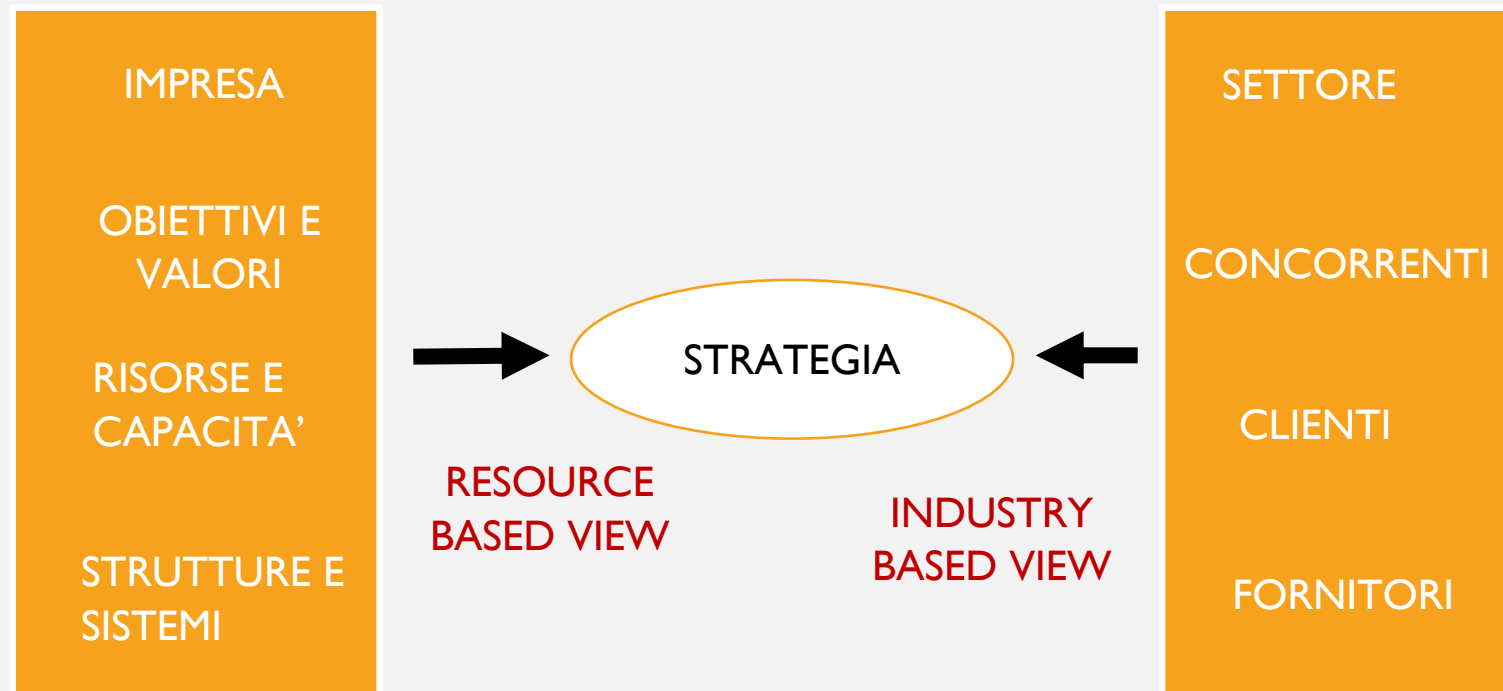 IMPRESA
OBIETTIVI E
VALORI
RISORSE E
CAPACITA’
STRUTTURE E
SISTEMI
STRATEGIA
RESOURCE
BASED VIEW
INDUSTRY
BASED VIEW
SETTORE
CONCORRENTI
CLIENTI
FORNITORI